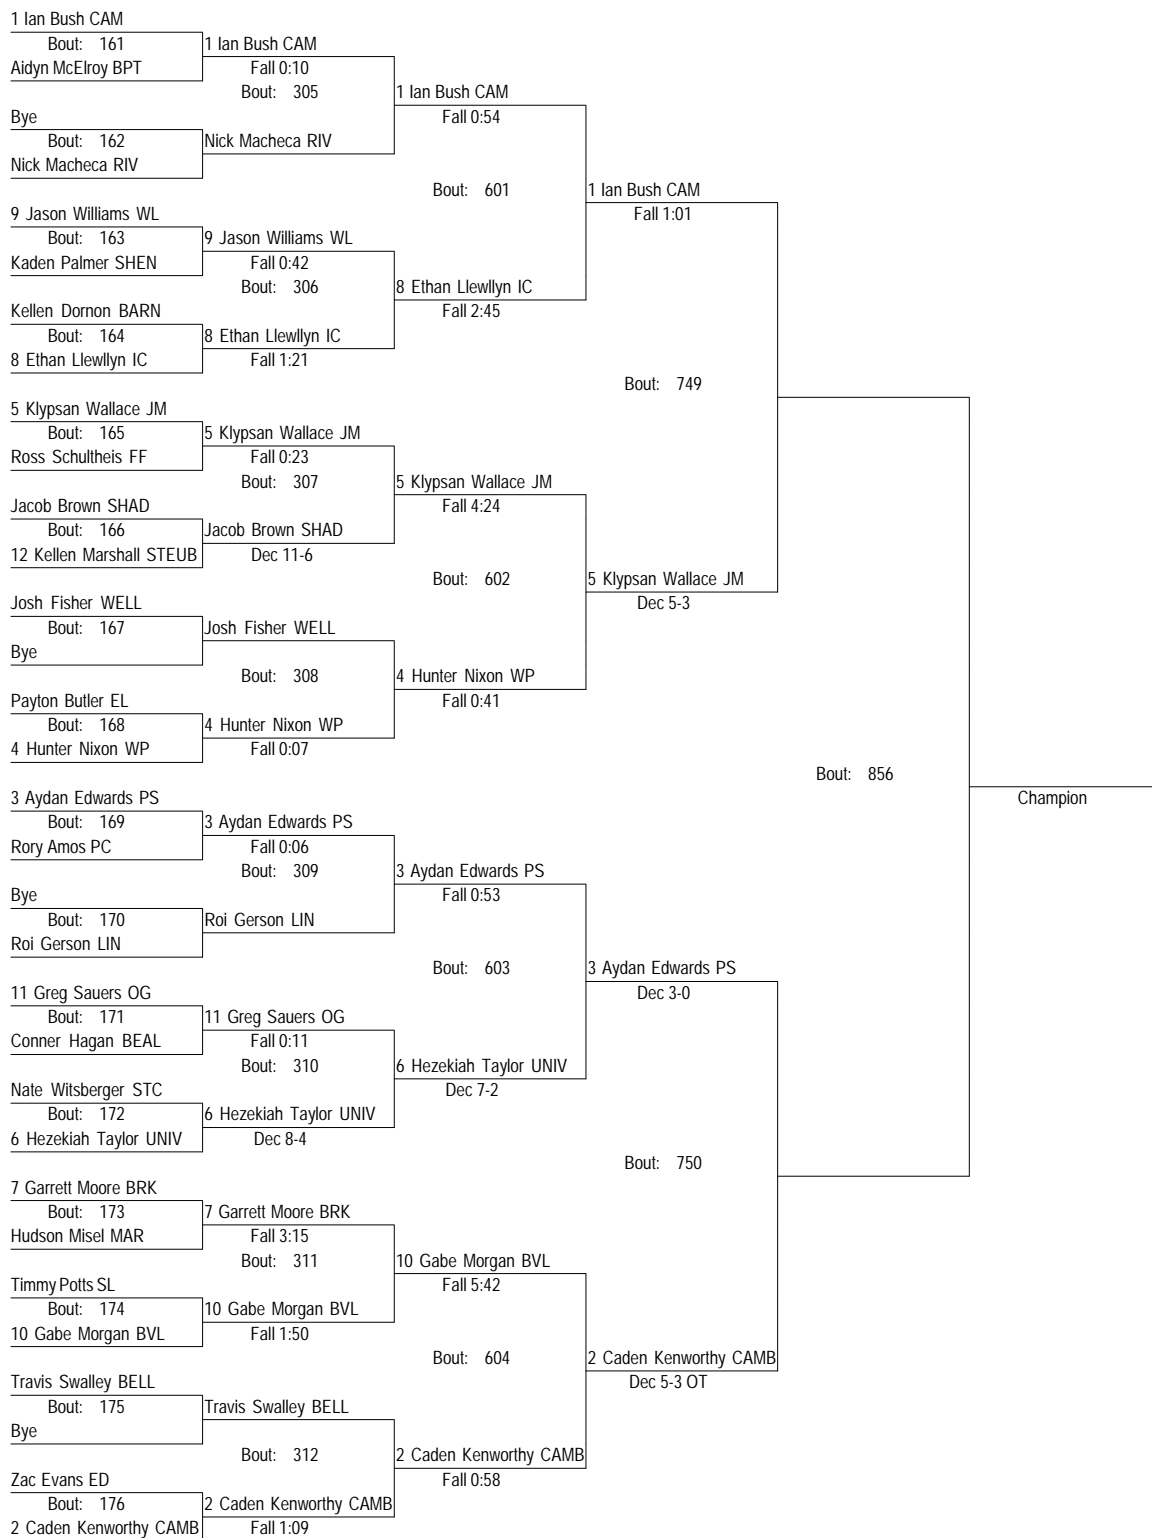 1 Ian Bush CAM
Bout: 161
1 Ian Bush CAM
Aidyn McElroy BPT
Fall 0:10
Bout: 305
1 Ian Bush CAM
Bye
Fall 0:54
Bout: 162
Nick Macheca RIV
Nick Macheca RIV
Bout: 601
1 Ian Bush CAM
9 Jason Williams WL
Fall 1:01
Bout: 163
9 Jason Williams WL
Kaden Palmer SHEN
Fall 0:42
Bout: 306
8 Ethan Llewllyn IC
Kellen Dornon BARN
Fall 2:45
Bout: 164
8 Ethan Llewllyn IC
8 Ethan Llewllyn IC
Fall 1:21
Bout: 749
5 Klypsan Wallace JM
Bout: 165
5 Klypsan Wallace JM
Ross Schultheis FF
Fall 0:23
Bout: 307
5 Klypsan Wallace JM
Jacob Brown SHAD
Fall 4:24
Bout: 166
Jacob Brown SHAD
12 Kellen Marshall STEUB
Dec 11-6
Bout: 602
5 Klypsan Wallace JM
Josh Fisher WELL
Dec 5-3
Bout: 167
Josh Fisher WELL
Bye
Bout: 308
4 Hunter Nixon WP
Payton Butler EL
Fall 0:41
Bout: 168
4 Hunter Nixon WP
4 Hunter Nixon WP
Fall 0:07
Bout: 856
3 Aydan Edwards PS
Champion
Bout: 169
3 Aydan Edwards PS
Rory Amos PC
Fall 0:06
Bout: 309
3 Aydan Edwards PS
Bye
Fall 0:53
Bout: 170
Roi Gerson LIN
Roi Gerson LIN
Bout: 603
3 Aydan Edwards PS
11 Greg Sauers OG
Dec 3-0
Bout: 171
11 Greg Sauers OG
Conner Hagan BEAL
Fall 0:11
Bout: 310
6 Hezekiah Taylor UNIV
Nate Witsberger STC
Dec 7-2
Bout: 172
6 Hezekiah Taylor UNIV
6 Hezekiah Taylor UNIV
Dec 8-4
Bout: 750
7 Garrett Moore BRK
Bout: 173
7 Garrett Moore BRK
Hudson Misel MAR
Fall 3:15
Bout: 311
10 Gabe Morgan BVL
Timmy Potts SL
Fall 5:42
Bout: 174
10 Gabe Morgan BVL
10 Gabe Morgan BVL
Fall 1:50
Bout: 604
2 Caden Kenworthy CAMB
Travis Swalley BELL
Dec 5-3 OT
Bout: 175
Travis Swalley BELL
Bye
Bout: 312
2 Caden Kenworthy CAMB
Zac Evans ED
Fall 0:58
Bout: 176
2 Caden Kenworthy CAMB
2 Caden Kenworthy CAMB
Fall 1:09